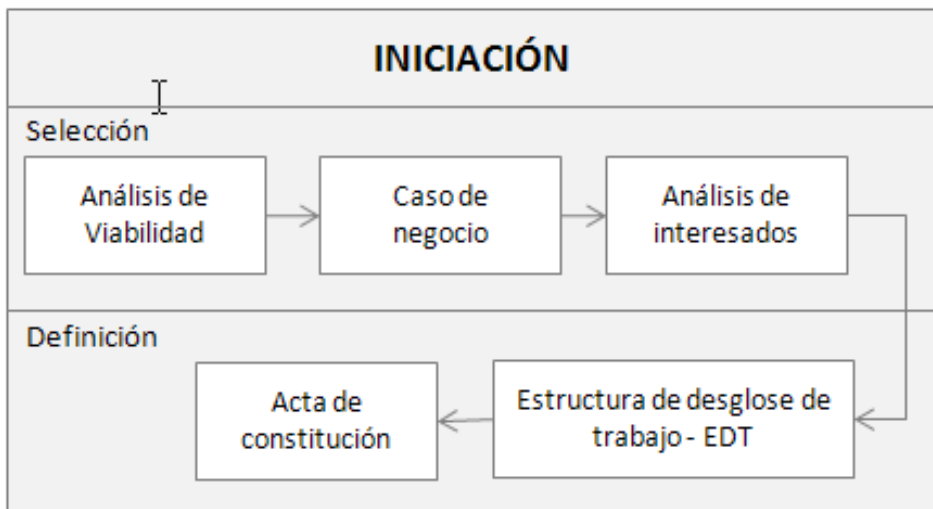 INICIACIÓN
Selección
Análisis de
Viabilidad
Caso de
negocio
Análisis de
interesados
Definición
Acta de
constitución
Estructura de desglose de
trabajo - EDT